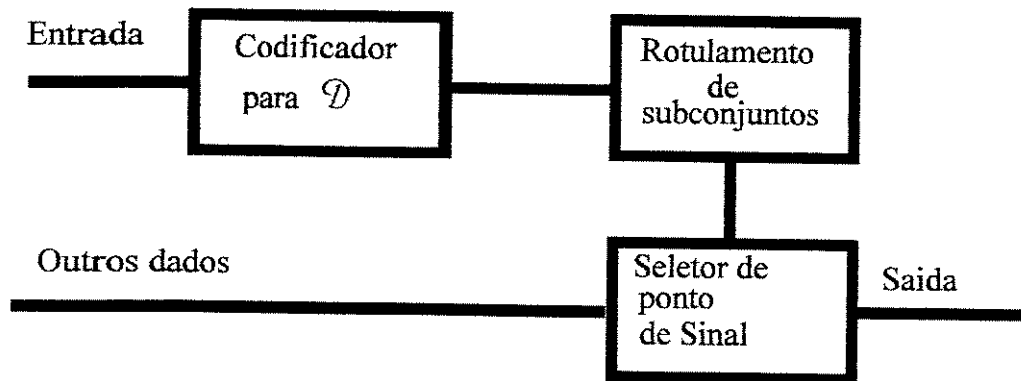 Entrada
Codificador
para 𝒟
Rotulamento
de
subconjuntos
Outros dados
Seletor de
ponto
de Sinal
Saida